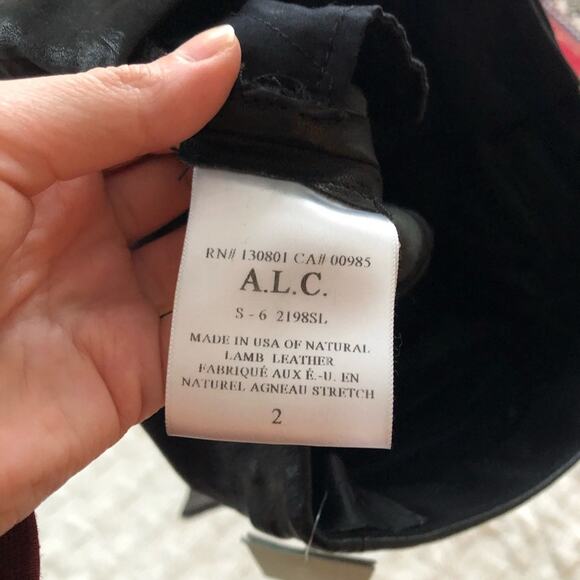 RN# 130801 CA# 00985
A.L.C.
S - 6 2198SL
MADE IN USA OF NATURAL
LAMB LEATHER
FABRIQUÉ AUX É.-U. EN
NATUREL AGNEAU STRETCH
2